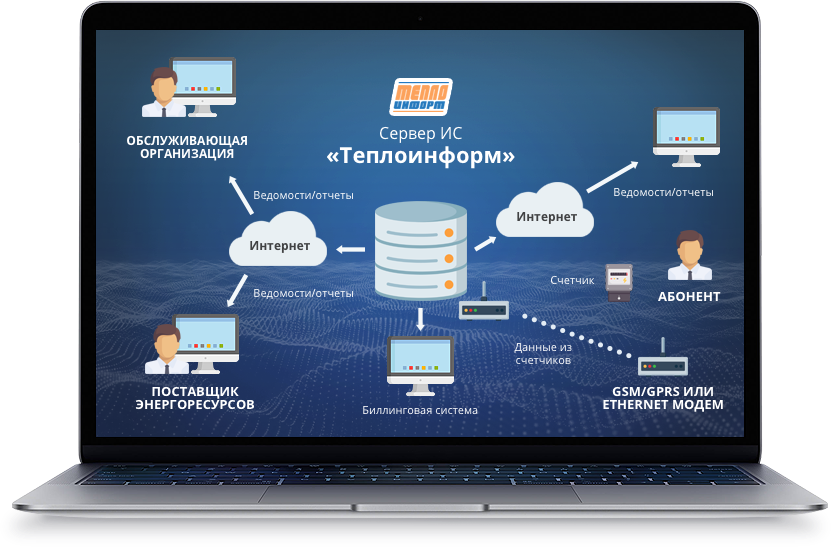 ТЕПЛО
ИНФОРМ
Сервер ИС
«Теплоинформ»
ОБСЛУЖИВАЮЩАЯ
ОРГАНИЗАЦИЯ
Ведомости/отчеты
Интернет
Ведомости/отчеты
ПОСТАВЩИК
ЭНЕРГОРЕСУРСОВ
Биллинговая система
Интернет
Ведомости/отчеты
Счетчик
АБОНЕНТ
Данные из
счетчиков
GSM/GPRS ИЛИ
ETHERNET МОДЕМ